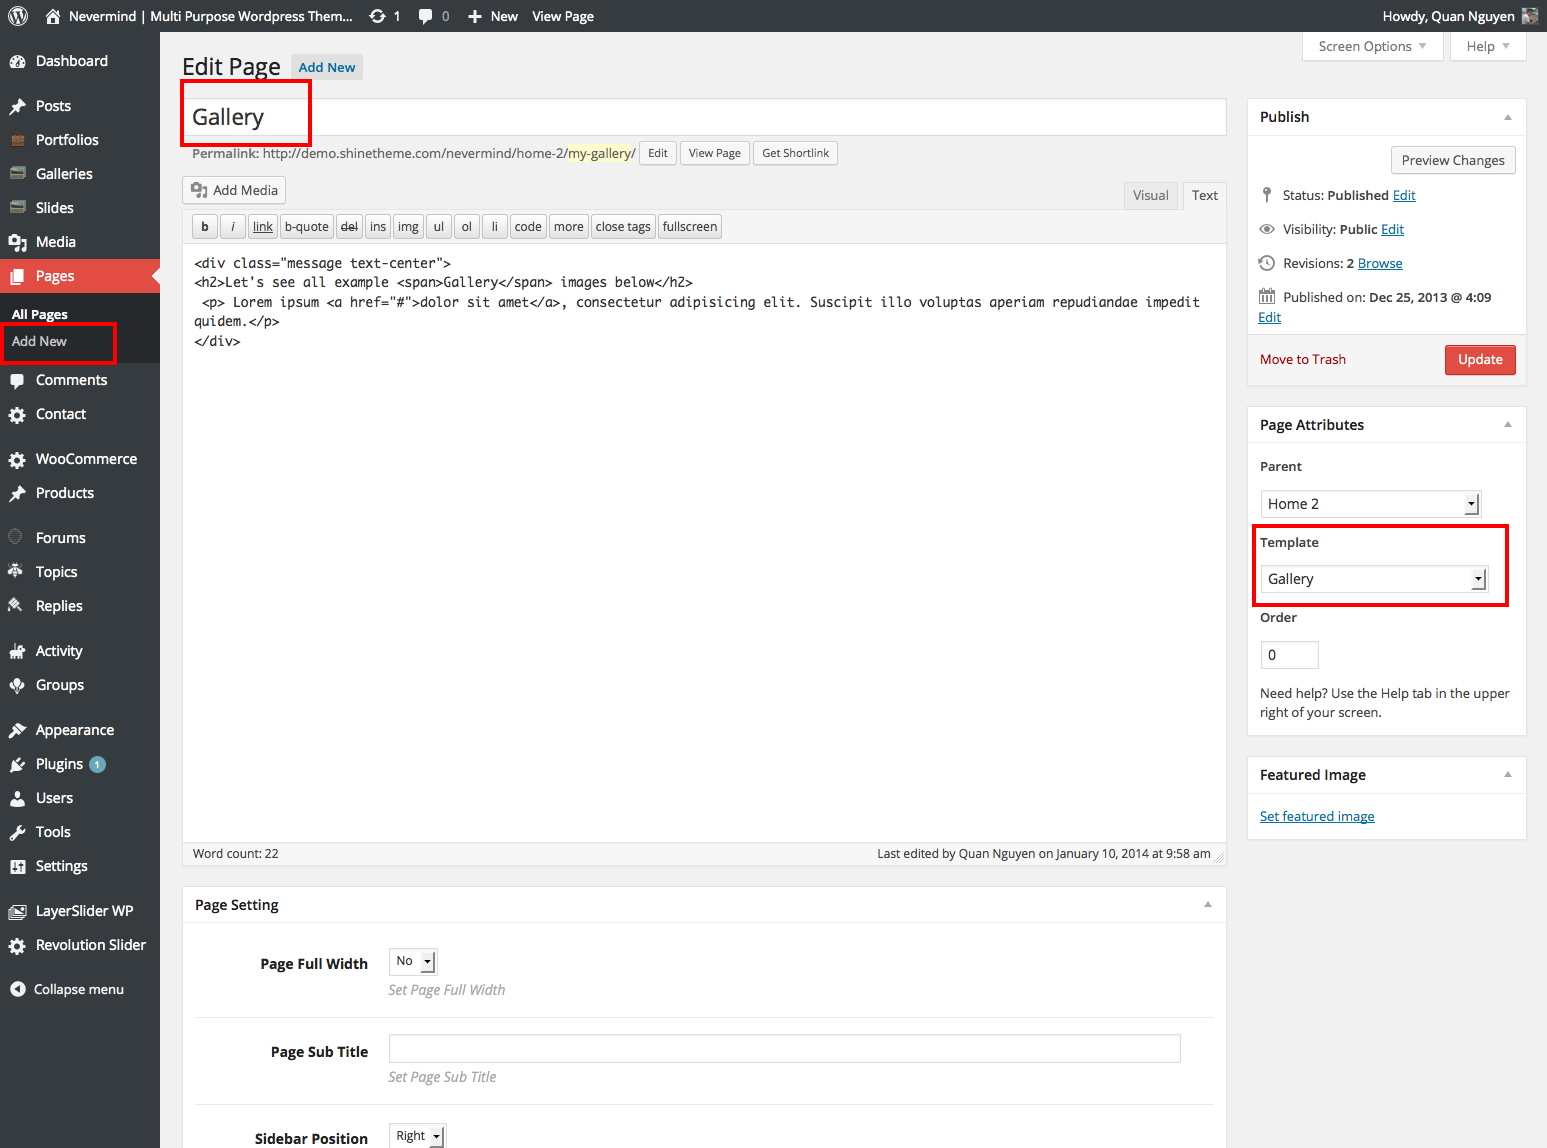 Nevermind | Multi Purpose Wordpress Them... 1 0 New View Page Howdy, Quan Nguyen
Screen Options Help
Dashboard
Posts
Portfolios
Galleries
Slides
Media
Pages
All Pages
Add New
Comments
Contact
WooCommerce
Products
Forums
Topics
Replies
Activity
Groups
Appearance
Plugins 1
Users
Tools
Settings
LayerSlider WP
Revolution Slider
Collapse menu
Edit Page Add New
Gallery
Permalink: http://demo.shinetheme.com/nevermind/home-2/my-gallery/ Edit View Page Get Shortlink
Add Media Visual Text
b i link b-quote del ins img ul ol li code more close tags fullscreen
<div class="message text-center">
<h2>Let's see all example <span>Gallery</span> images below</h2>
<p> Lorem ipsum <a href="#">dolor sit amet</a>, consectetur adipisicing elit. Suscipit illo voluptas aperiam repudiandae impedit
quidem.</p>
</div>
Word count: 22 Last edited by Quan Nguyen on January 10, 2014 at 9:58 am
Page Setting
Page Full Width No
Set Page Full Width
Page Sub Title
Set Page Sub Title
Sidebar Position Right
Publish
Preview Changes
Status: Published Edit
Visibility: Public Edit
Revisions: 2 Browse
Published on: Dec 25, 2013 @ 4:09
Edit
Move to Trash Update
Page Attributes
Parent
Home 2
Template
Gallery
Order
0
Need help? Use the Help tab in the upper
right of your screen.
Featured Image
Set featured image